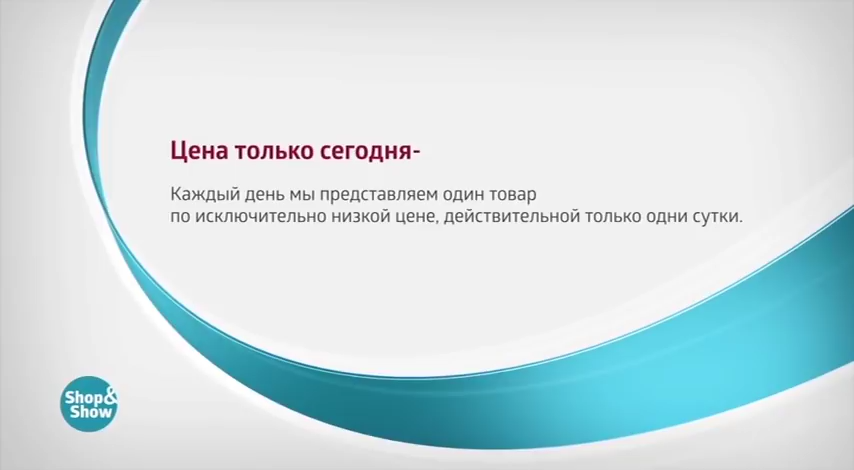 Цена только сегодня-
Каждый день мы представляем один товар
по исключительно низкой цене, действительной только одни сутки.
Shop&
Show